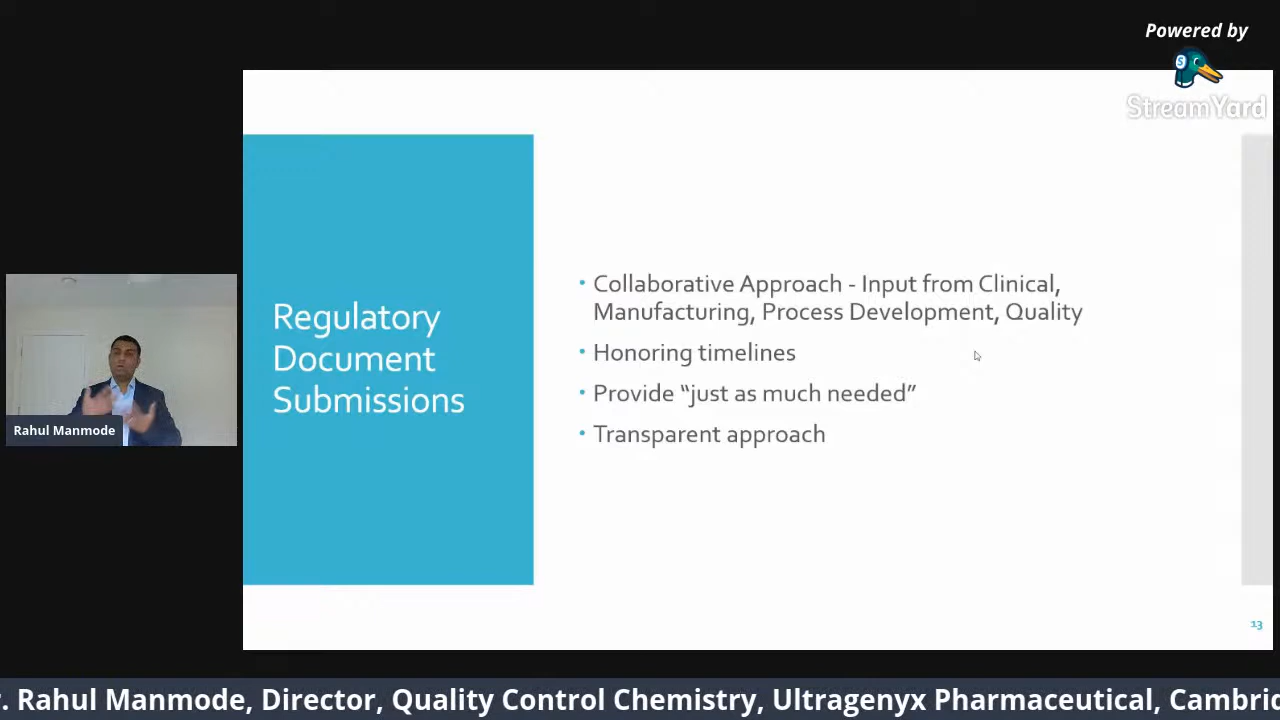 Powered by
StreamYard
Regulatory
Document
Submissions
• Collaborative Approach - Input from Clinical,
Manufacturing, Process Development, Quality
• Honoring timelines
• Provide “just as much needed”
• Transparent approach
Rahul Manmode
13
. Rahul Manmode, Director, Quality Control Chemistry, Ultragenyx Pharmaceutical,